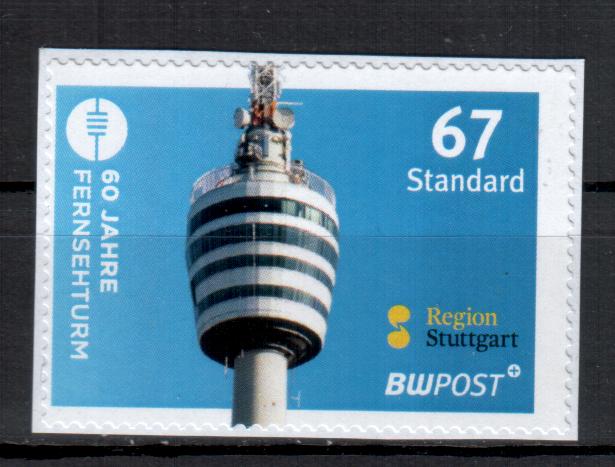 60 JAHRE
FERNSEHTURM
67
Standard
Region
Stuttgart
BWPOST+